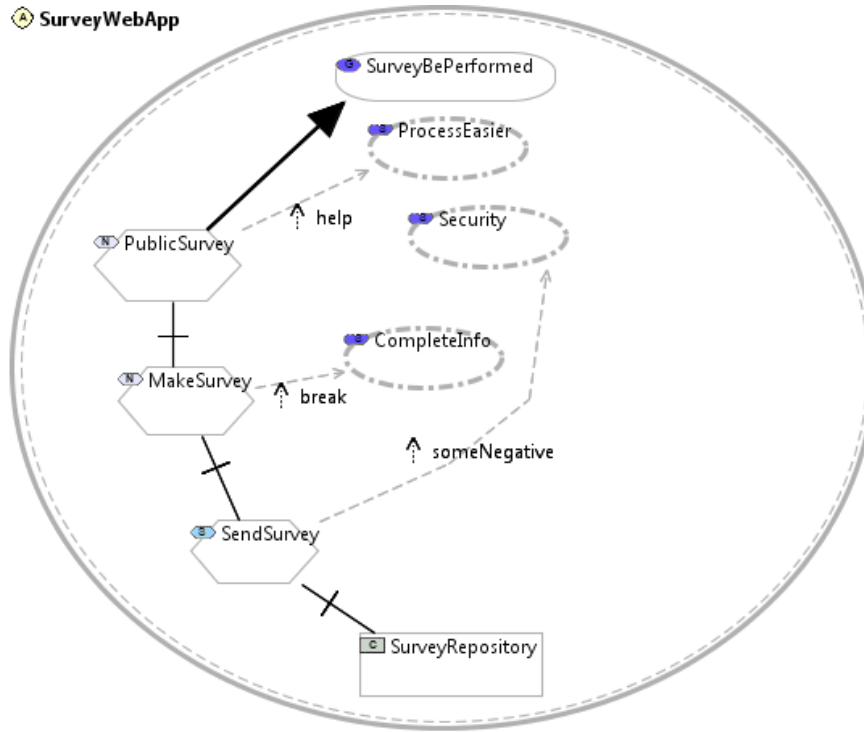 A SurveyWebApp
G SurveyBePerformed
S ProcessEasier
S Security
help
N PublicSurvey
S CompleteInfo
N MakeSurvey
break
someNegative
S SendSurvey
C SurveyRepository